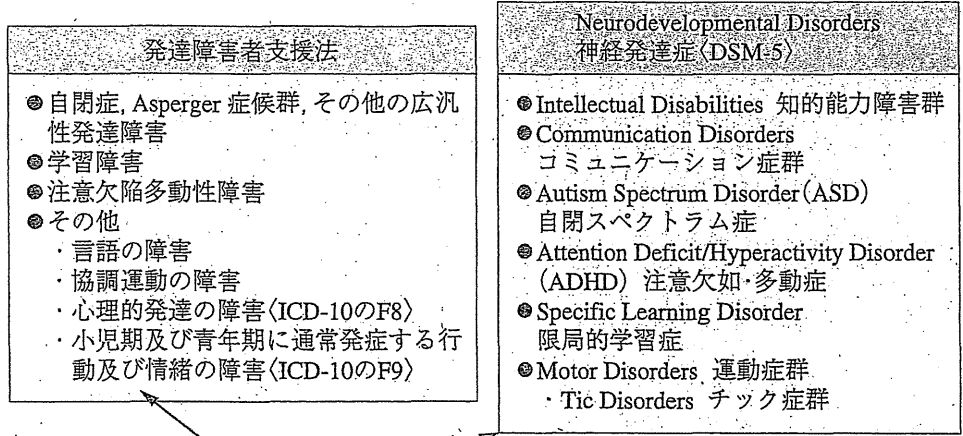 発達障害者支援法
●自閉症, Asperger 症候群, その他の広汎
性発達障害
●学習障害
●注意欠陥多動性障害
●その他
・言語の障害
・協調運動の障害
・心理的発達の障害〈ICD-10のF8〉
・小児期及び青年期に通常発症する行
動及び情緒の障害〈ICD-10のF9〉
Neurodevelopmental Disorders
神経発達症〈DSM-5〉
●Intellectual Disabilities 知的能力障害群
●Communication Disorders
コミュニケーション症群
●Autism Spectrum Disorder(ASD)
自閉スペクトラム症
●Attention Deficit/Hyperactivity Disorder
(ADHD) 注意欠如・多動症
●Specific Learning Disorder
限局的学習症
●Motor Disorders 運動症群
・Tic Disorders チック症群